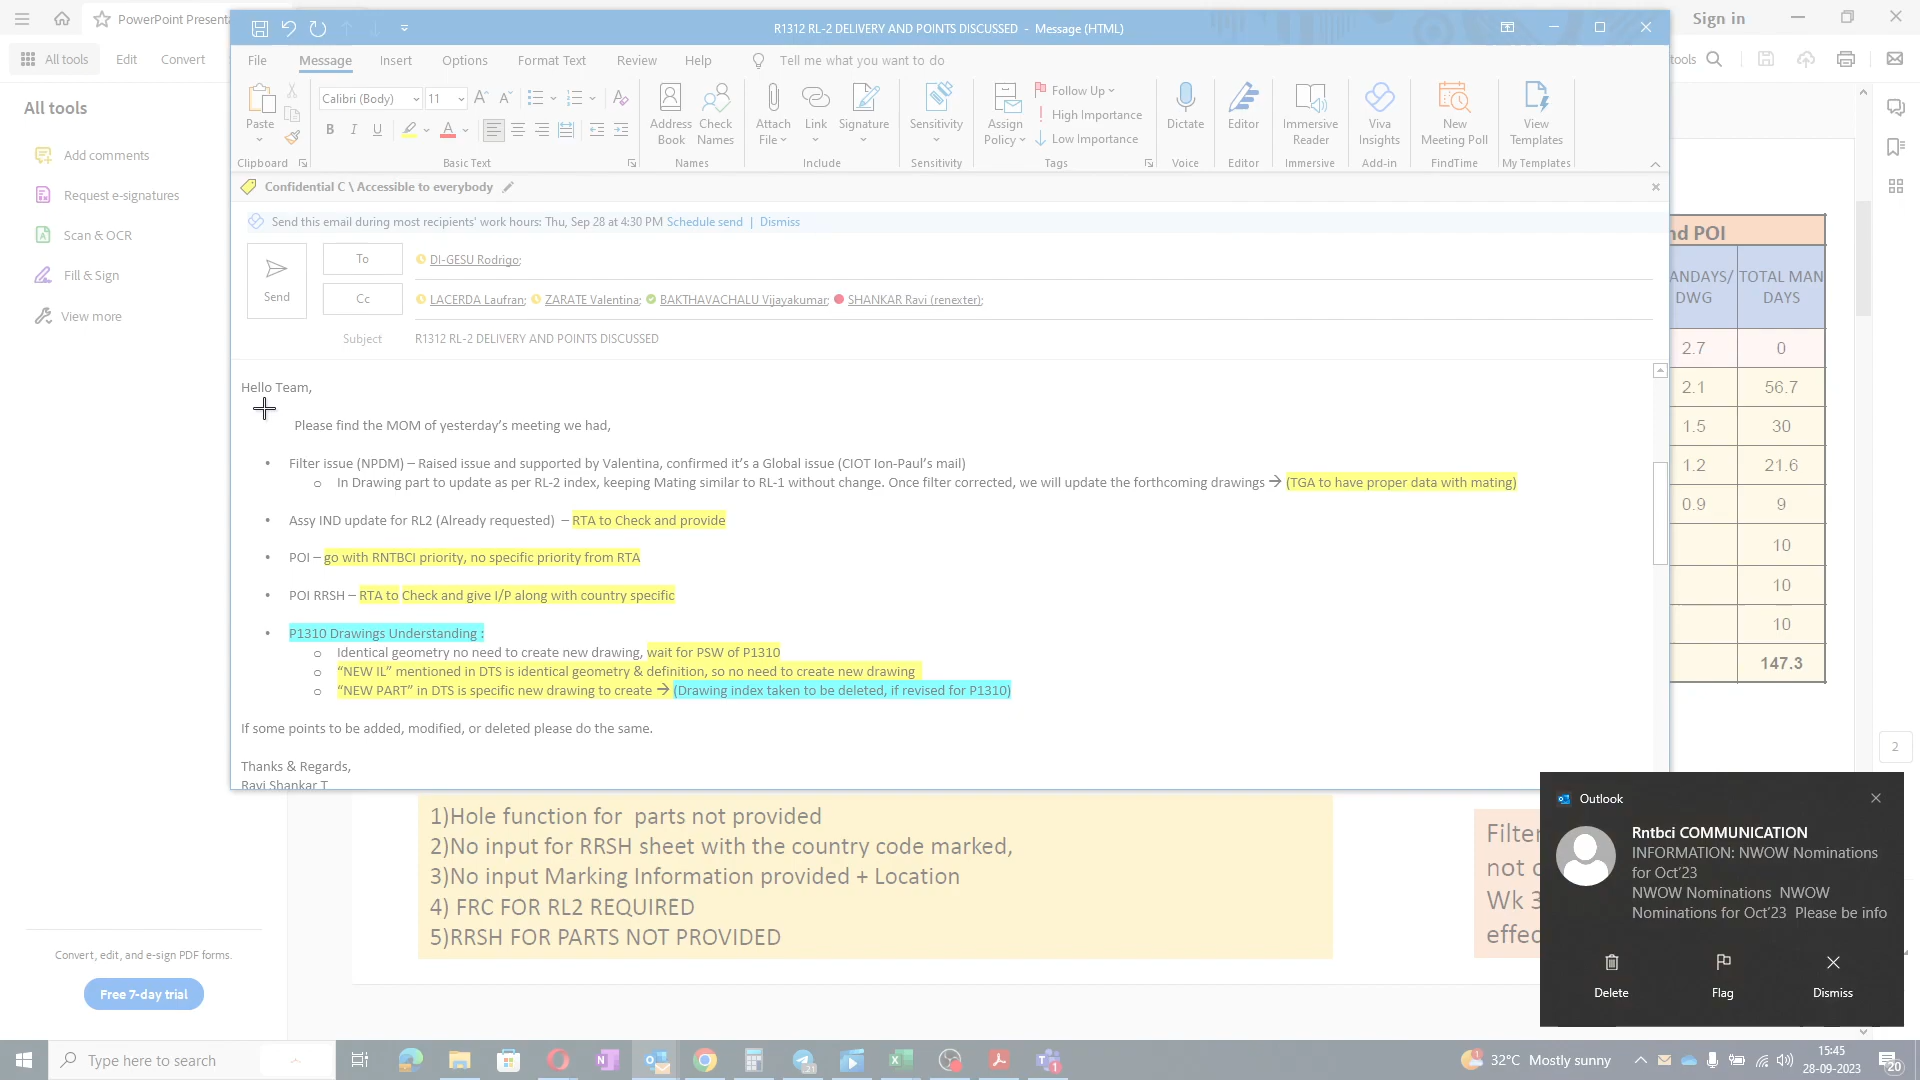 PowerPoint Presenta
R1312 RL-2 DELIVERY AND POINTS DISCUSSED - Message (HTML)
Sign in
All tools
Edit
Convert
File
Message
Insert
Options
Format Text
Review
Help
Tell me what you want to do
tools
All tools
Add comments
Request e-signatures
Scan & OCR
Fill & Sign
View more
Convert, edit, and e-sign PDF forms.
Free 7-day trial
Paste
Clipboard
Calibri (Body)
11
B I U
Basic Text
Address Book
Check Names
Names
Attach File
Link
Signature
Include
Sensitivity
Sensitivity
Assign Policy
Follow Up
High Importance
Low Importance
Tags
Dictate
Voice
Editor
Editor
Immersive Reader
Immersive
Viva Insights
Add-in
New Meeting Poll
FindTime
View Templates
My Templates
Confidential C \ Accessible to everybody
Send this email during most recipients' work hours: Thu, Sep 28 at 4:30 PM Schedule send | Dismiss
Send
To
DI-GESU Rodrigo;
Cc
LACERDA Laufran; ZARATE Valentina; BAKTHAVACHALU Vijayakumar; SHANKAR Ravi (renexter);
Subject
R1312 RL-2 DELIVERY AND POINTS DISCUSSED
Hello Team,
Please find the MOM of yesterday's meeting we had,
• Filter issue (NPDM) – Raised issue and supported by Valentina, confirmed it's a Global issue (CIOT Ion-Paul's mail)
o In Drawing part to update as per RL-2 index, keeping Mating similar to RL-1 without change. Once filter corrected, we will update the forthcoming drawings → (TGA to have proper data with mating)
• Assy IND update for RL2 (Already requested) – RTA to Check and provide
• POI – go with RNTBCI priority, no specific priority from RTA
• POI RRSH – RTA to Check and give I/P along with country specific
• P1310 Drawings Understanding :
o Identical geometry no need to create new drawing, wait for PSW of P1310
o “NEW IL” mentioned in DTS is identical geometry & definition, so no need to create new drawing
o “NEW PART” in DTS is specific new drawing to create → (Drawing index taken to be deleted, if revised for P1310)
If some points to be added, modified, or deleted please do the same.
Thanks & Regards,
Ravi Shankar T
nd POI
ANDAYS/ DWG
TOTAL MAN DAYS
2.7 0
2.1 56.7
1.5 30
1.2 21.6
0.9 9
10
10
10
147.3
2
1)Hole function for parts not provided
2)No input for RRSH sheet with the country code marked,
3)No input Marking Information provided + Location
4) FRC FOR RL2 REQUIRED
5)RRSH FOR PARTS NOT PROVIDED
Filter
not c
Wk 3
effec
Outlook
Rntbci COMMUNICATION
INFORMATION: NWOW Nominations
for Oct'23
NWOW Nominations NWOW
Nominations for Oct'23 Please be info
Delete
Flag
Dismiss
Type here to search
21
1
32°C Mostly sunny
15:45
28-09-2023
20